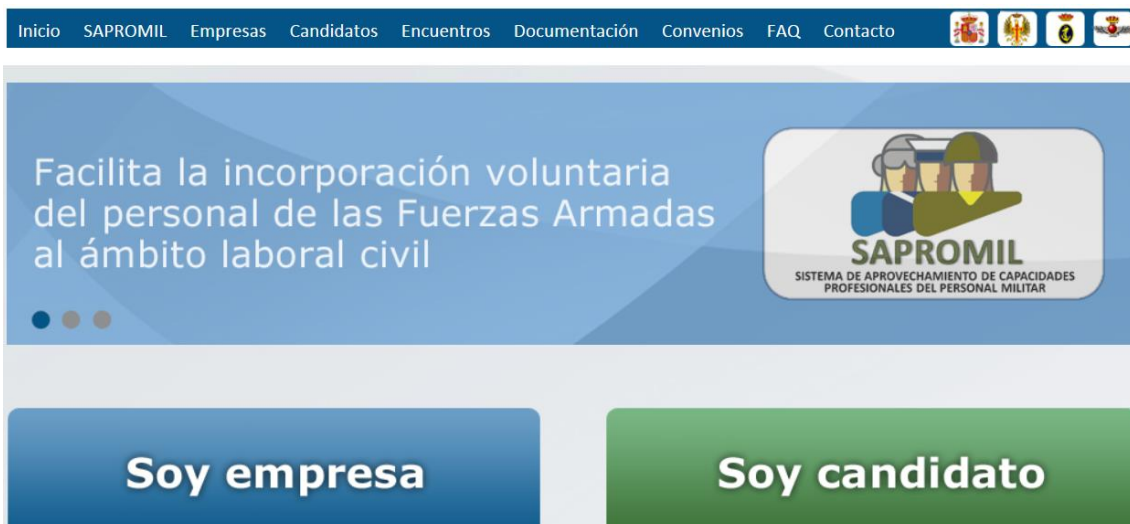 Inicio SAPROMIL Empresas Candidatos Encuentros Documentación Convenios FAQ Contacto
Facilita la incorporación voluntaria
del personal de las Fuerzas Armadas
al ámbito laboral civil
SAPROMIL
SISTEMA DE APROVECHAMIENTO DE CAPACIDADES
PROFESIONALES DEL PERSONAL MILITAR
Soy empresa
Soy candidato